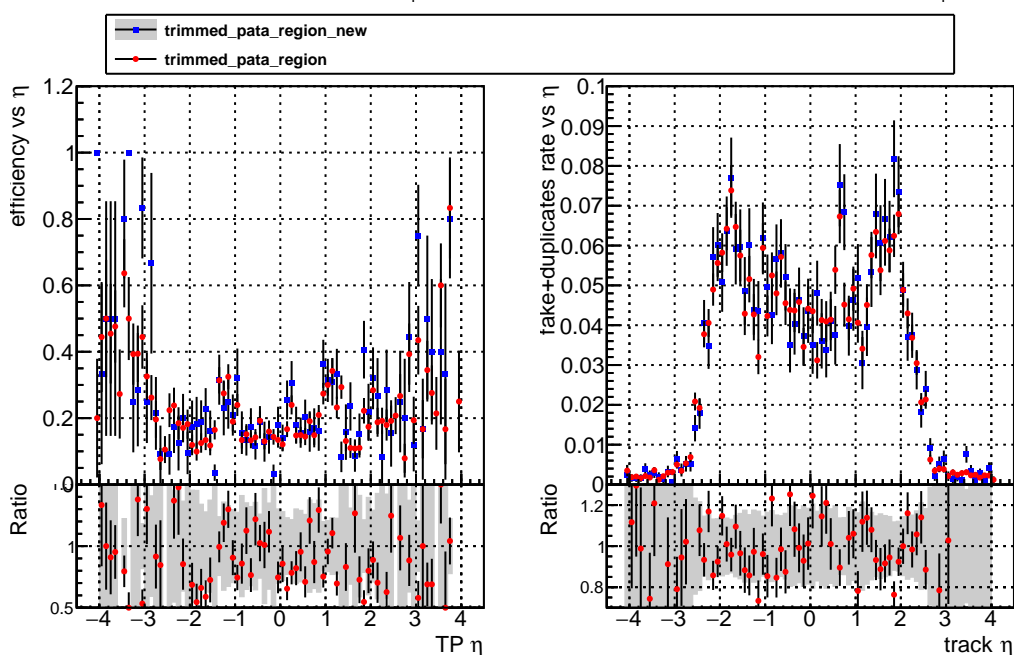 trimmed_pata_region_new
trimmed_pata_region
efficiency vs η
1.2
1
0.8
0.6
0.4
0.2
0
Ratio
1
0.5
−4 −3 −2 −1 0 1 2 3 4
TP η
fake+duplicates rate vs η
0.1
0.09
0.08
0.07
0.06
0.05
0.04
0.03
0.02
0.01
0
Ratio
1.2
1
0.8
−4 −3 −2 −1 0 1 2 3 4
track η